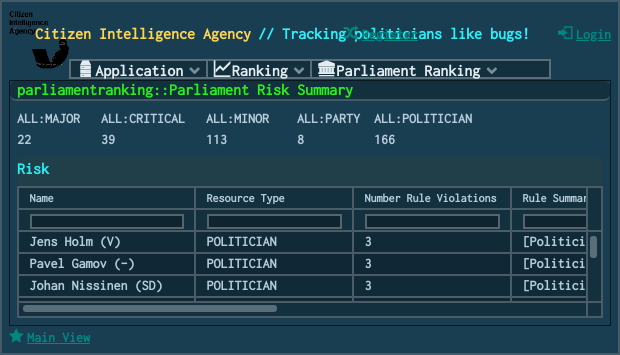 Citizen
Intelligence
Agency
Citizen Intelligence Agency // Tracking politicians like bugs!
Login
Application Ranking Parliament Ranking
parliamentranking::Parliament Risk Summary
ALL:MAJOR ALL:CRITICAL ALL:MINOR ALL:PARTY ALL:POLITICIAN
22 39 113 8 166
Risk
Name Resource Type Number Rule Violations Rule Summar
Jens Holm (V) POLITICIAN 3 [Politici
Pavel Gamov (-) POLITICIAN 3 [Politici
Johan Nissinen (SD) POLITICIAN 3 [Politici
Main View